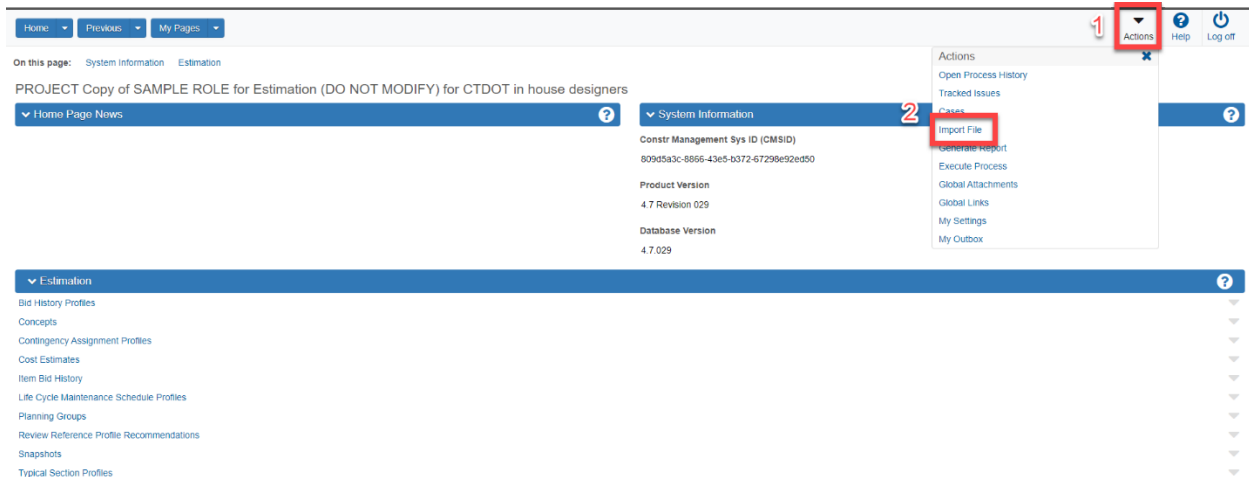 Home Previous My Pages
1
Actions Help Log off
On this page: System Information Estimation
PROJECT Copy of SAMPLE ROLE for Estimation (DO NOT MODIFY) for CTDOT in house designers
Home Page News
System Information
Constr Management Sys ID (CMSID)
809d5a3c-8866-43e5-b372-67298e92ed50
Product Version
4.7 Revision 029
Database Version
4.7.029
Actions
Open Process History
Tracked Issues
Cases
2
Import File
Generate Report
Execute Process
Global Attachments
Global Links
My Settings
My Outbox
Estimation
Bid History Profiles
Concepts
Contingency Assignment Profiles
Cost Estimates
Item Bid History
Life Cycle Maintenance Schedule Profiles
Planning Groups
Review Reference Profile Recommendations
Snapshots
Typical Section Profiles